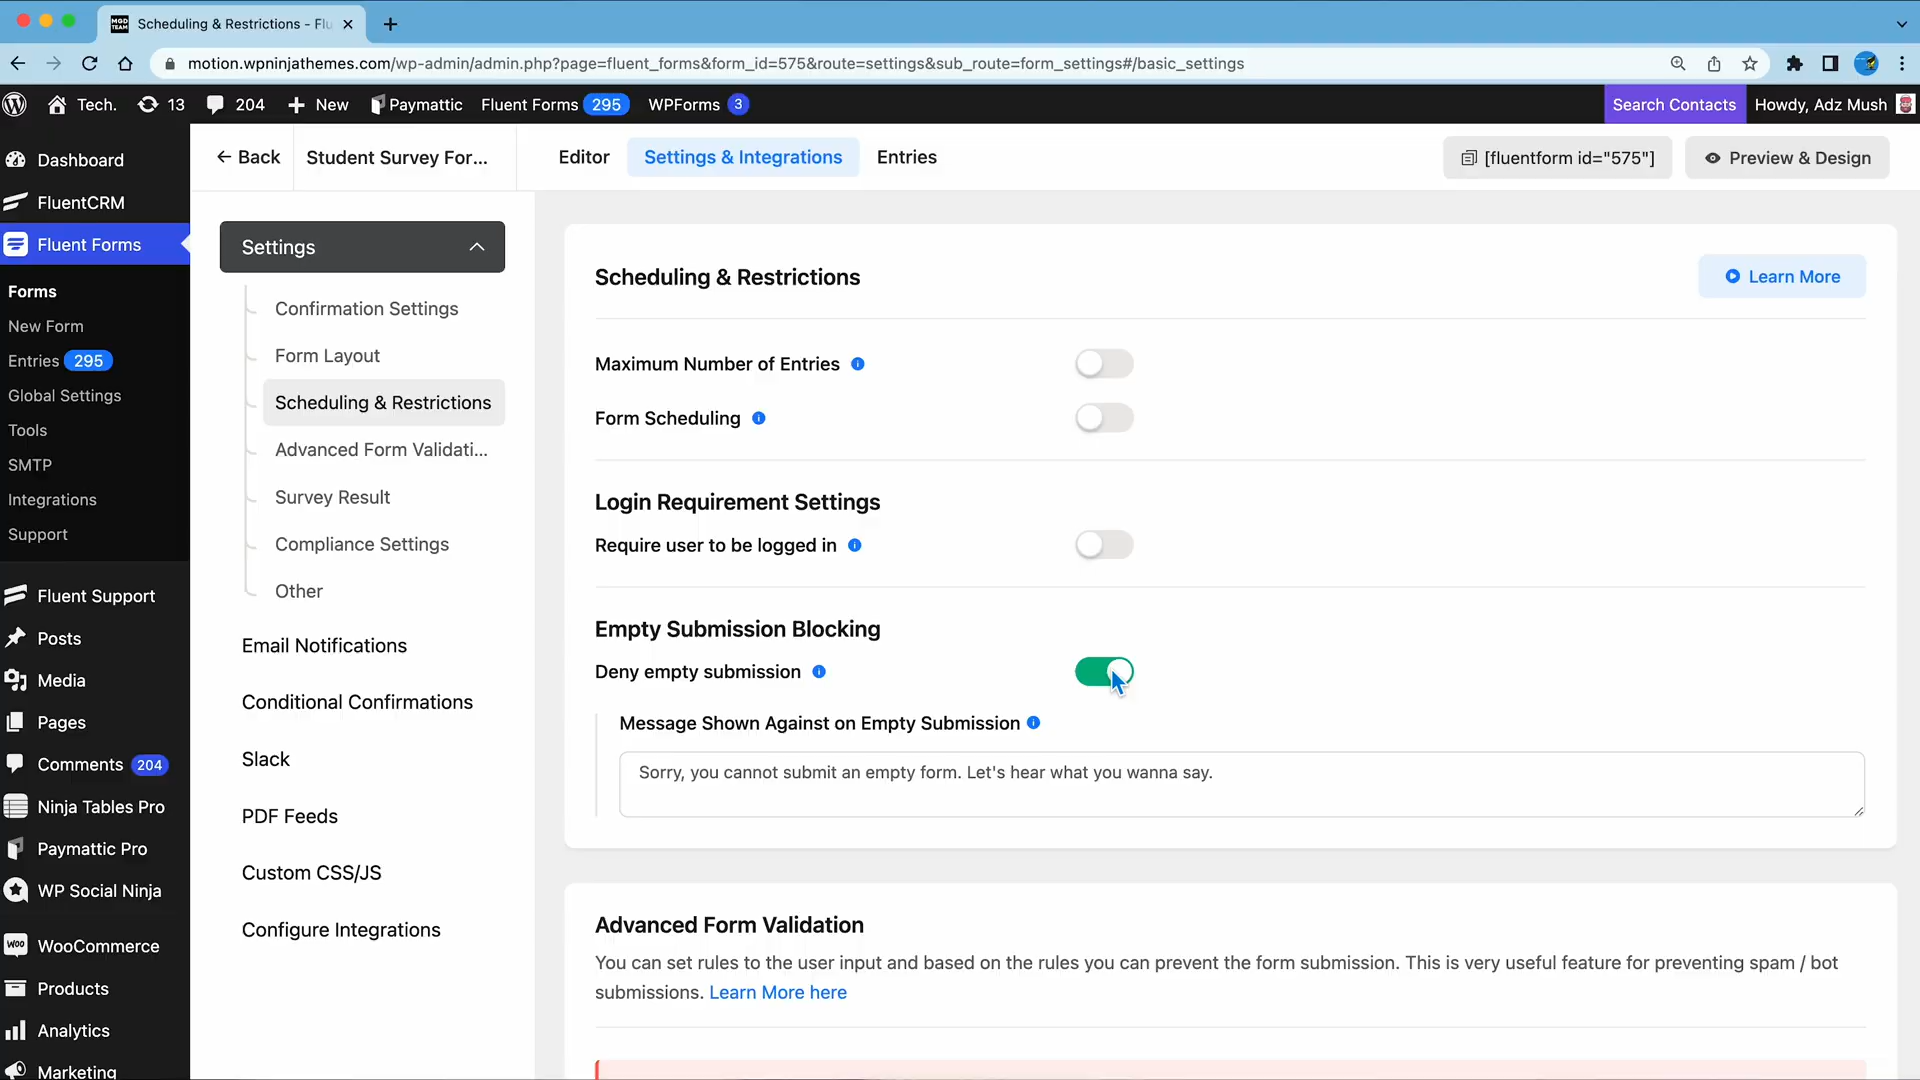 Scheduling & Restrictions - Flu
motion.wpninjathemes.com/wp-admin/admin.php?page=fluent_forms&form_id=575&route=settings&sub_route=form_settings#/basic_settings
Tech. 13 204 New Paymattic Fluent Forms 295 WPForms 3 Search Contacts Howdy, Adz Mush
Dashboard
FluentCRM
Fluent Forms
Forms
New Form
Entries 295
Global Settings
Tools
SMTP
Integrations
Support
Fluent Support
Posts
Media
Pages
Comments 204
Ninja Tables Pro
Paymattic Pro
WP Social Ninja
WooCommerce
Products
Analytics
Marketing
Back Student Survey For... Editor Settings & Integrations Entries [fluentform id="575"] Preview & Design
Settings
Confirmation Settings
Form Layout
Scheduling & Restrictions
Advanced Form Validati...
Survey Result
Compliance Settings
Other
Email Notifications
Conditional Confirmations
Slack
PDF Feeds
Custom CSS/JS
Configure Integrations
Scheduling & Restrictions Learn More
Maximum Number of Entries
Form Scheduling
Login Requirement Settings
Require user to be logged in
Empty Submission Blocking
Deny empty submission
Message Shown Against on Empty Submission
Sorry, you cannot submit an empty form. Let's hear what you wanna say.
Advanced Form Validation
You can set rules to the user input and based on the rules you can prevent the form submission. This is very useful feature for preventing spam / bot
submissions. Learn More here